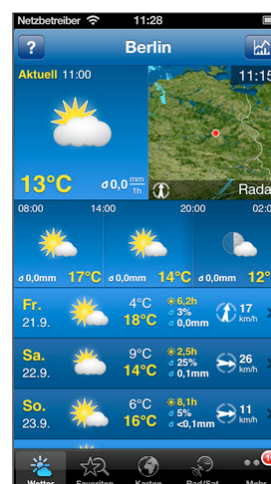 Netzbetreiber 11:28
? Berlin
Aktuell 11:00 11:15
13°C 0,0 mm 1h Rada
08:00 14:00 20:00 02:0
0,0mm 17°C 0,0mm 14°C 0,0mm 12°
Fr. 21.9. 4°C 18°C 6,2h 3% 0,0mm 17 km/h
Sa. 22.9. 9°C 14°C 2,5h 25% 0,1mm 26 km/h
So. 23.9. 6°C 16°C 8,1h 5% <0,1mm 11 km/h
Wetter Favoriten Karten Rad/Sat Mehr